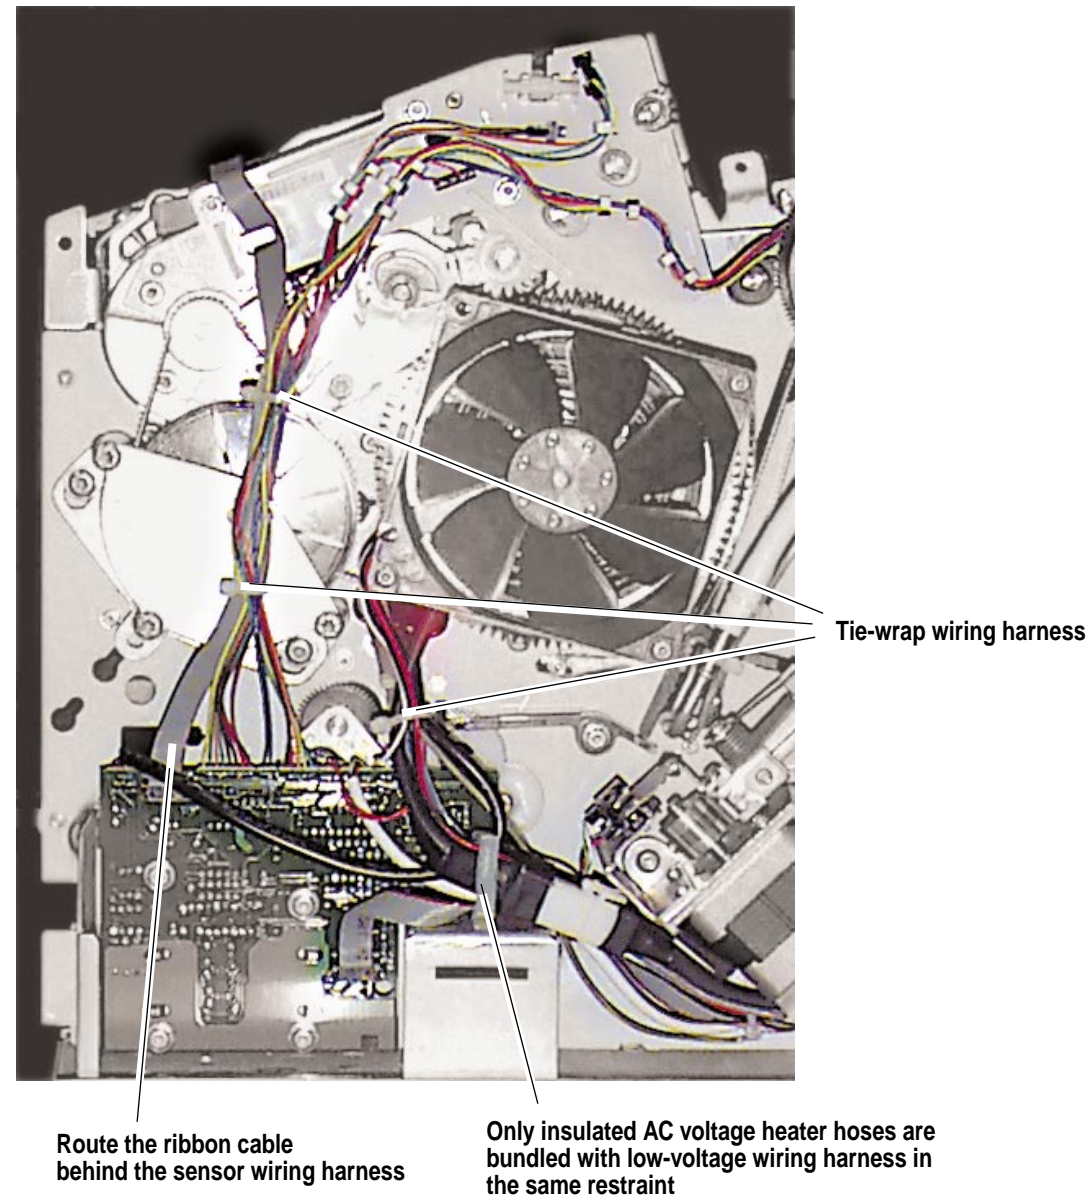 Tie-wrap wiring harness
Route the ribbon cable
behind the sensor wiring harness
Only insulated AC voltage heater hoses are
bundled with low-voltage wiring harness in
the same restraint